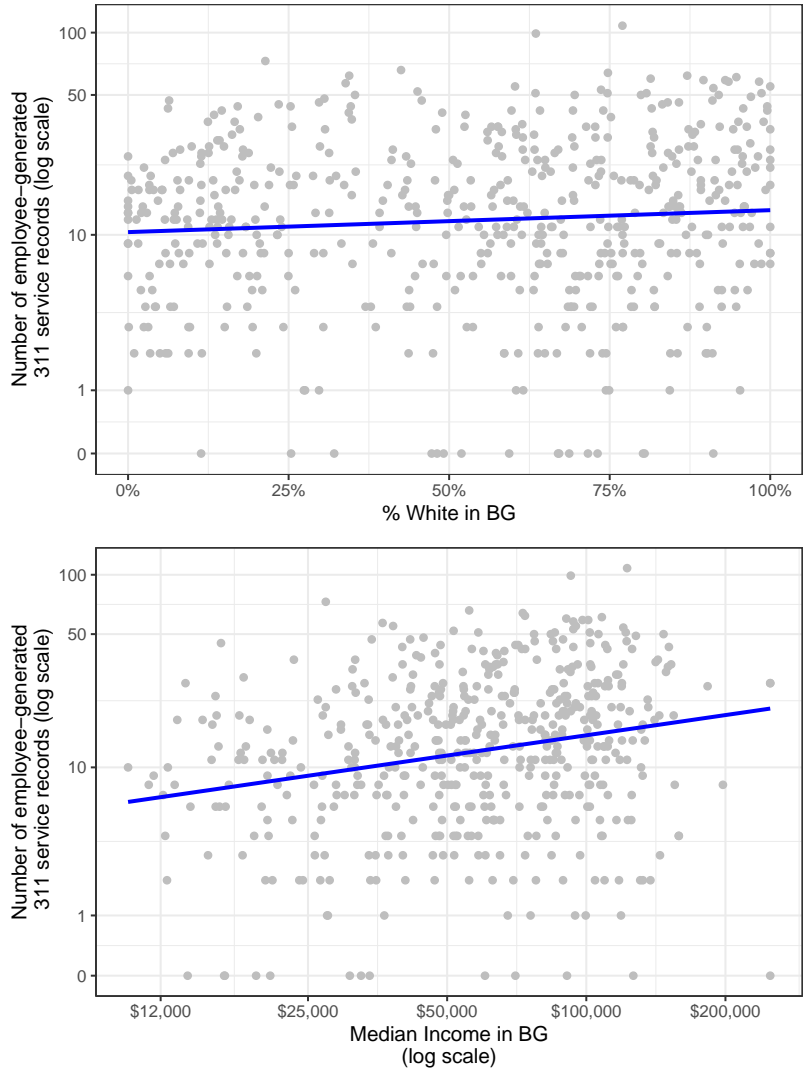 100
50
10
1
0
Number of employee−generated
311 service records (log scale)
0%
25%
50%
75%
100%
% White in BG
100
50
10
1
0
Number of employee−generated
311 service records (log scale)
$12,000
$25,000
$50,000
$100,000
$200,000
Median Income in BG
(log scale)